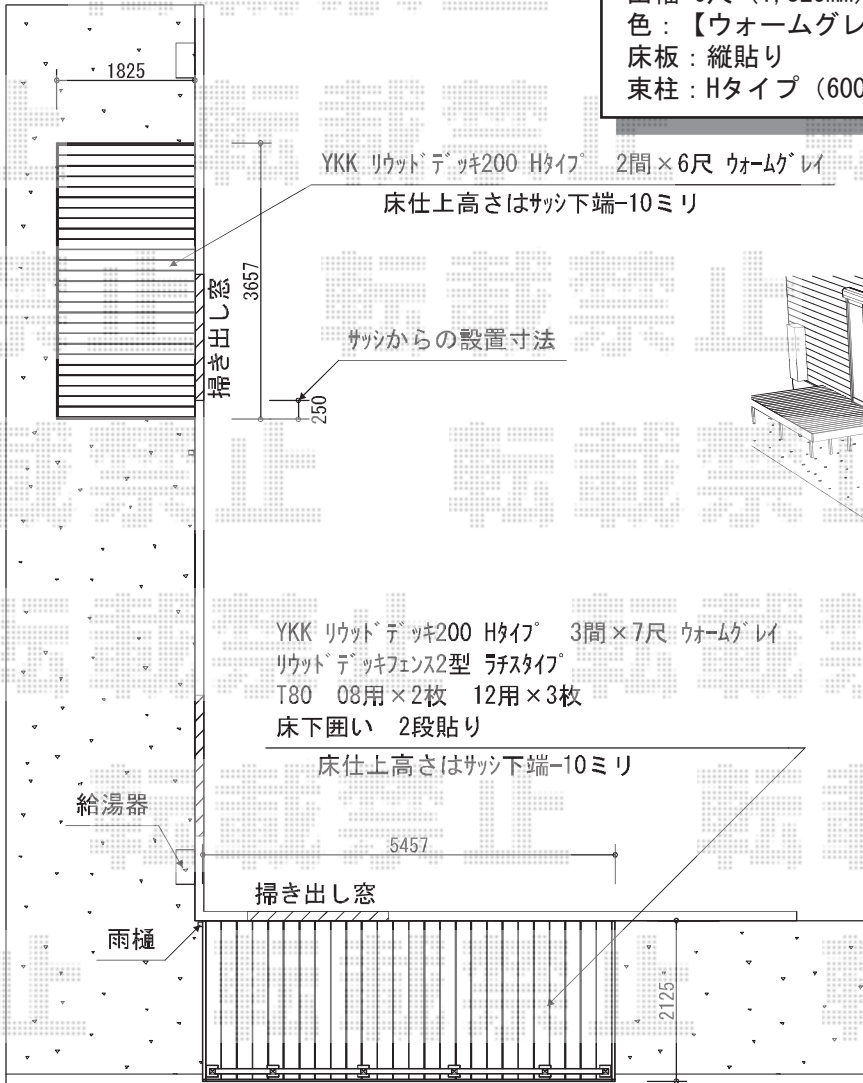 色：【ウォームグレ
床板：縦貼り
束柱：Hタイプ（600
1825
YKK リウッドデッキ200 Hタイプ 2間×6尺 ウォームグレイ
床仕上高さはサッシ下端-10ミリ
掃き出し窓
3657
サッシからの設置寸法
250
YKK リウッドデッキ200 Hタイプ 3間×7尺 ウォームグレイ
リウッドデッキフェンス2型 ラチスタイプ
T80 08用×2枚 12用×3枚
床下囲い 2段貼り
床仕上高さはサッシ下端-10ミリ
給湯器
5457
掃き出し窓
雨樋
2125
転載禁止